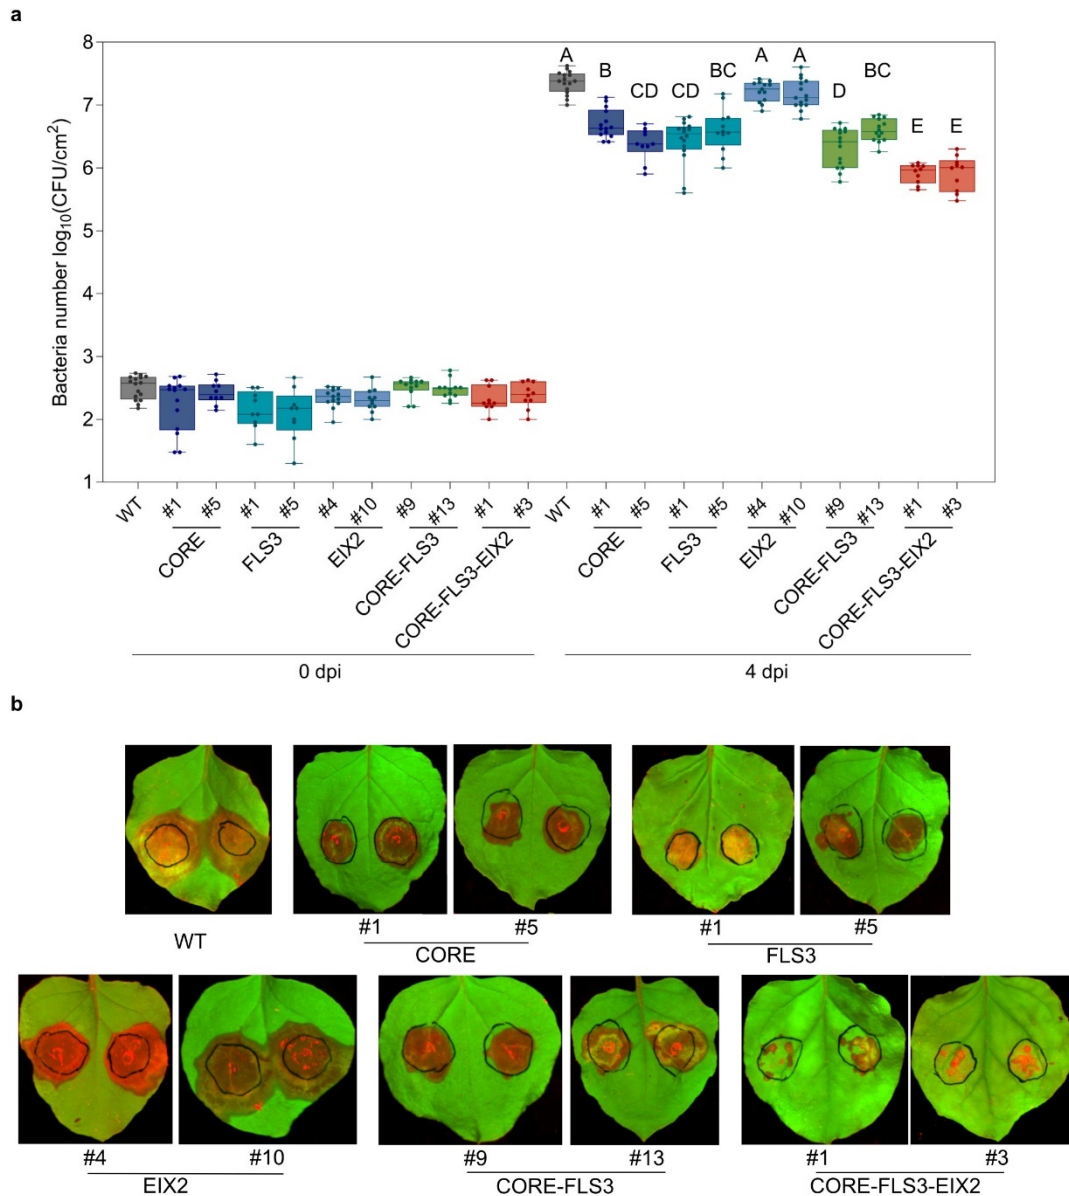 a
Bacteria number log10(CFU/cm2)
8
7
6
5
4
3
2
1
A
B
CD
CD
BC
A
A
D
BC
E
E
WT #1 #5 #1 #5 #4 #10 #9 #13 #1 #3 WT #1 #5 #1 #5 #4 #10 #9 #13 #1 #3
CORE FLS3 EIX2 CORE-FLS3 CORE-FLS3-EIX2 CORE FLS3 EIX2 CORE-FLS3 CORE-FLS3-EIX2
0 dpi 4 dpi
b
#1 #5 #1 #5
WT CORE FLS3
#4 #10 #9 #13 #1 #3
EIX2 CORE-FLS3 CORE-FLS3-EIX2